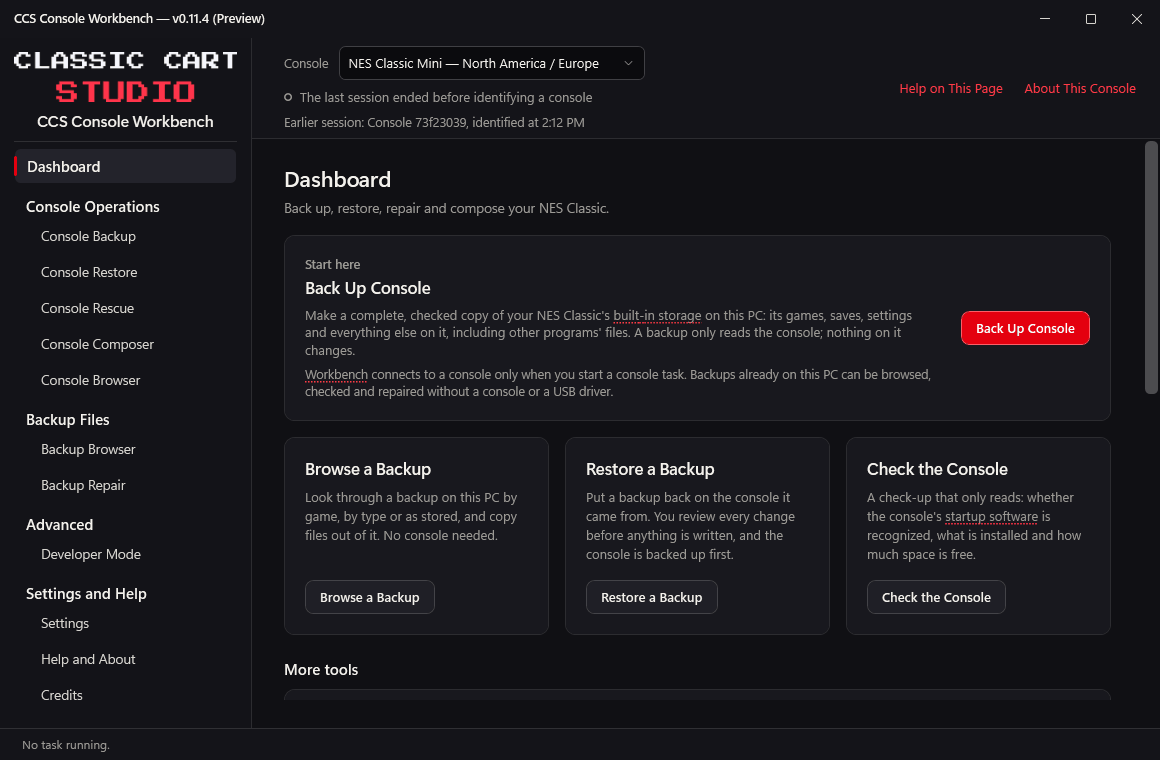 CCS Console Workbench — v0.11.4 (Preview)
CLASSIC CART
STUDIO
CCS Console Workbench
Dashboard
Console Operations
Console Backup
Console Restore
Console Rescue
Console Composer
Console Browser
Backup Files
Backup Browser
Backup Repair
Advanced
Developer Mode
Settings and Help
Settings
Help and About
Credits
Console
NES Classic Mini — North America / Europe
The last session ended before identifying a console
Earlier session: Console 73f23039, identified at 2:12 PM
Help on This Page
About This Console
Dashboard
Back up, restore, repair and compose your NES Classic.
Start here
Back Up Console
Make a complete, checked copy of your NES Classic's built-in storage on this PC: its games, saves, settings
and everything else on it, including other programs' files. A backup only reads the console; nothing on it
changes.
Workbench connects to a console only when you start a console task. Backups already on this PC can be browsed,
checked and repaired without a console or a USB driver.
Back Up Console
Browse a Backup
Look through a backup on this PC by
game, by type or as stored, and copy
files out of it. No console needed.
Browse a Backup
Restore a Backup
Put a backup back on the console it
came from. You review every change
before anything is written, and the
console is backed up first.
Restore a Backup
Check the Console
A check-up that only reads: whether
the console's startup software is
recognized, what is installed and how
much space is free.
Check the Console
More tools
No task running.